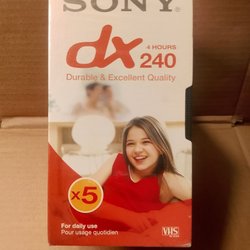 SONY
dx
4 HOURS
240
Durable & Excellent Quality
x5
For daily use
Pour usage quotidien
VHS